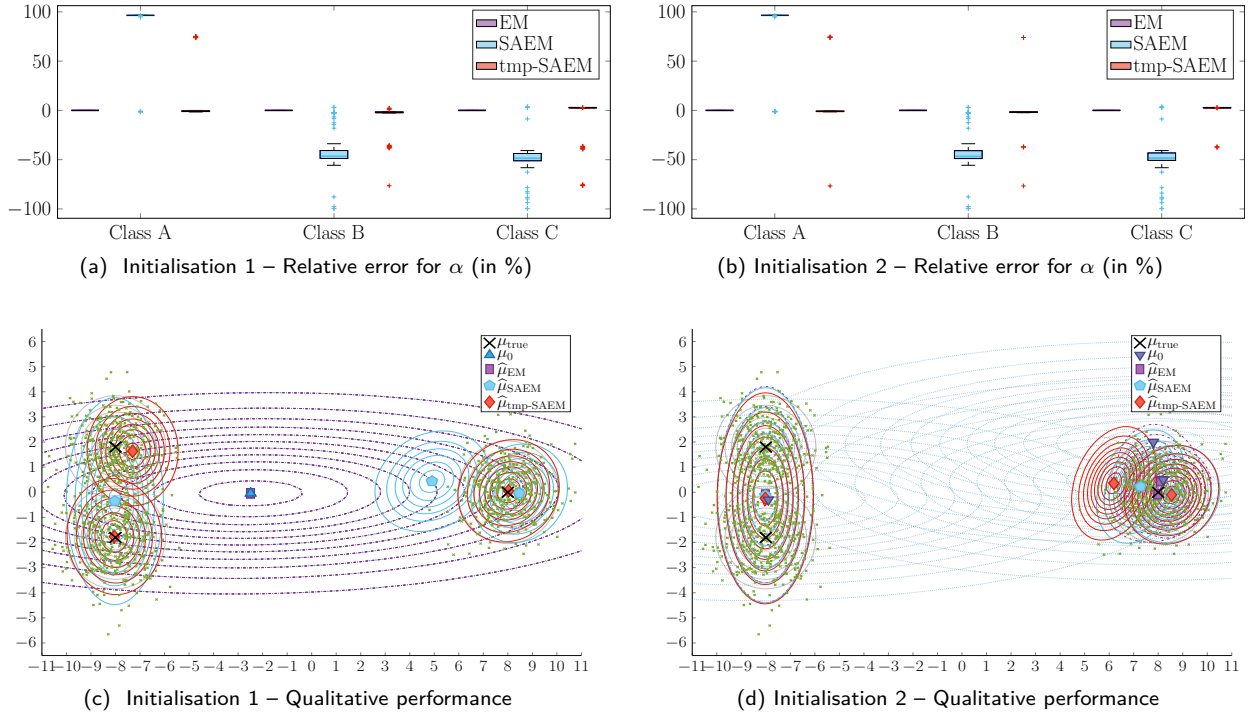 100
50
0
−50
−100
EM
SAEM
tmp-SAEM
Class A Class B Class C
(a) Initialisation 1 – Relative error for α (in %)
100
50
0
−50
−100
EM
SAEM
tmp-SAEM
Class A Class B Class C
(b) Initialisation 2 – Relative error for α (in %)
6
5
4
3
2
1
0
−1
−2
−3
−4
−5
−6
−11 −10 −9 −8 −7 −6 −5 −4 −3 −2 −1 0 1 2 3 4 5 6 7 8 9 10 11
μtrue
μ0
μ̂EM
μ̂SAEM
μ̂tmp-SAEM
(c) Initialisation 1 – Qualitative performance
6
5
4
3
2
1
0
−1
−2
−3
−4
−5
−6
−11 −10 −9 −8 −7 −6 −5 −4 −3 −2 −1 0 1 2 3 4 5 6 7 8 9 10 11
μtrue
μ0
μ̂EM
μ̂SAEM
μ̂tmp-SAEM
(d) Initialisation 2 – Qualitative performance